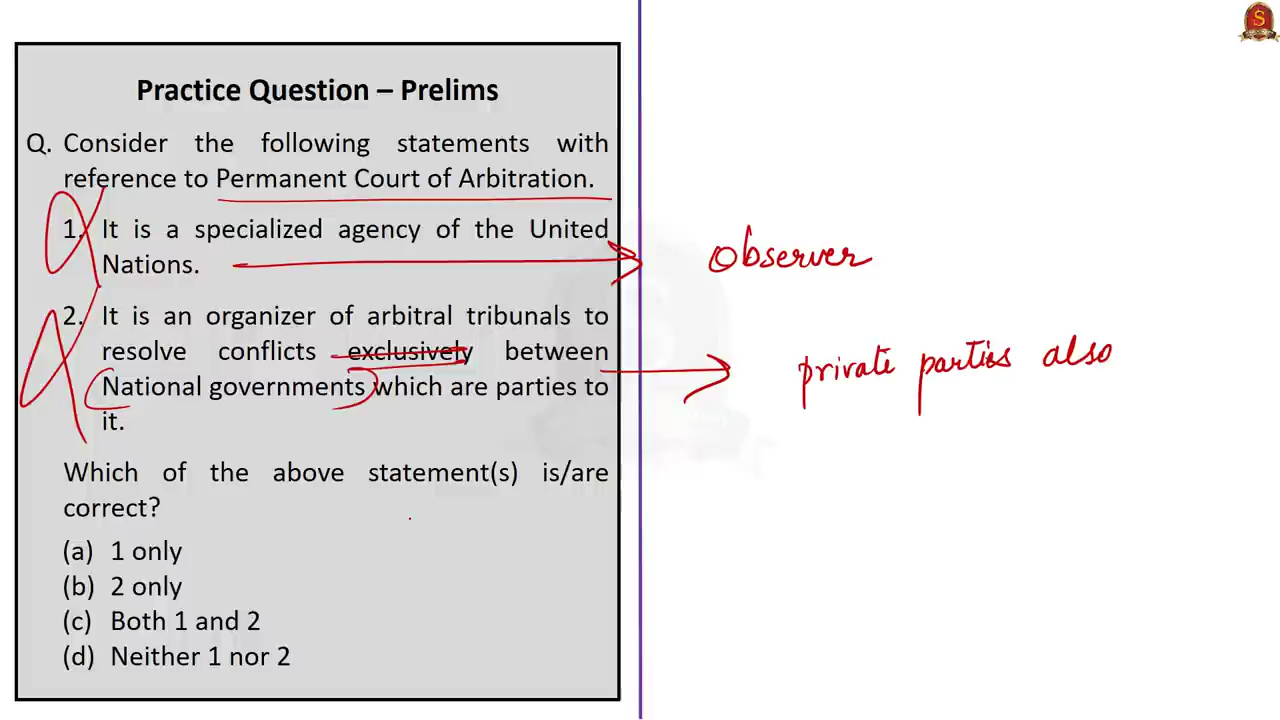 Practice Question – Prelims
Q. Consider the following statements with
reference to Permanent Court of Arbitration.
1. It is a specialized agency of the United
Nations.
observer
2. It is an organizer of arbitral tribunals to
resolve conflicts exclusively between
National governments which are parties to
it.
private parties also
Which of the above statement(s) is/are
correct?
(a) 1 only
(b) 2 only
(c) Both 1 and 2
(d) Neither 1 nor 2